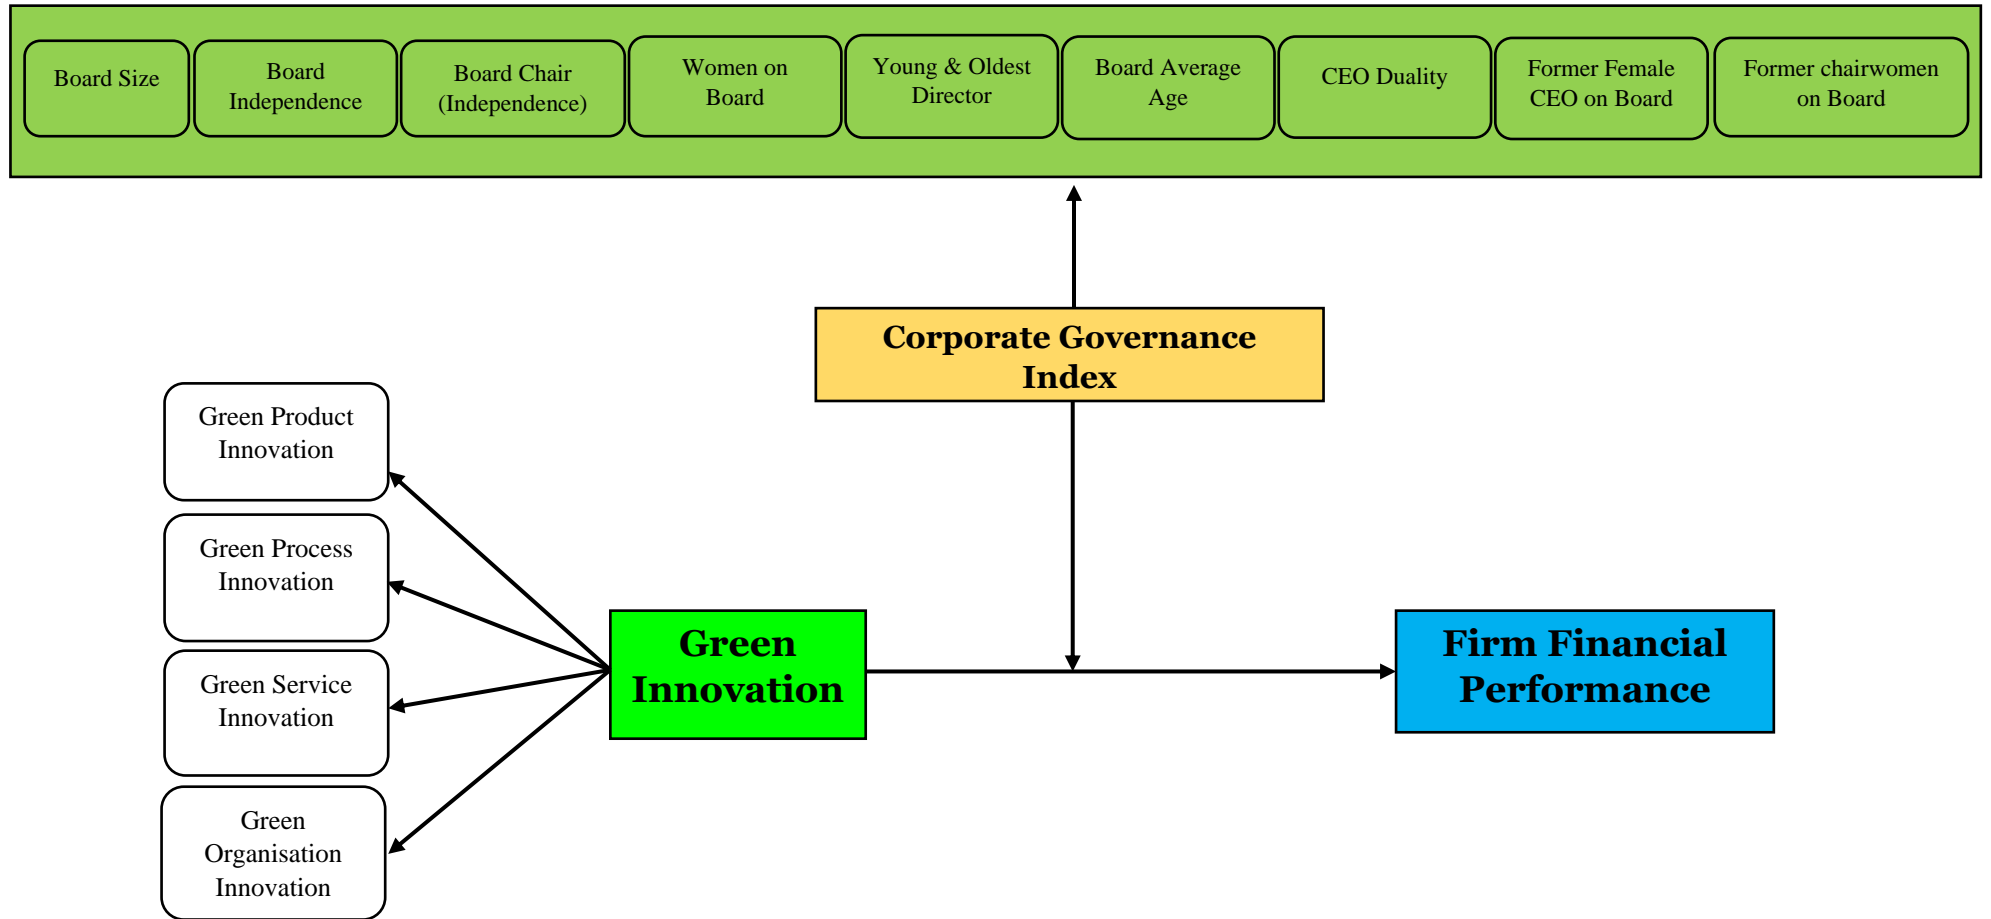 Board Size
Board
Independence
Board Chair
(Independence)
Women on
Board
Young & Oldest
Director
Board Average
Age
CEO Duality
Former Female
CEO on Board
Former chairwomen
on Board
Corporate Governance
Index
Green Product
Innovation
Green Process
Innovation
Green Service
Innovation
Green
Organisation
Innovation
Green
Innovation
Firm Financial
Performance